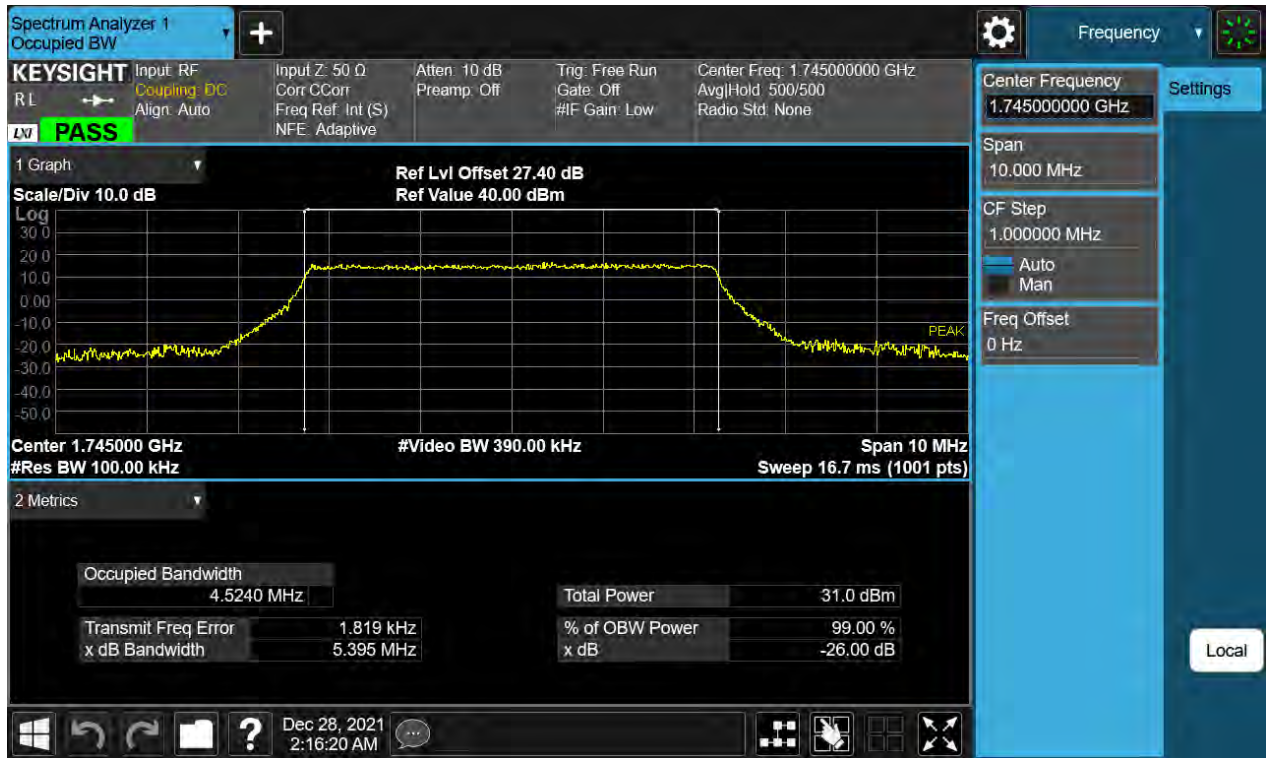 Spectrum Analyzer 1
Occupied BW
+
Frequency
KEYSIGHT
RL
LXI
PASS
Input: RF
Coupling: DC
Align: Auto
Input Z: 50 Ω
Corr CCorr
Freq Ref: Int (S)
NFE: Adaptive
Atten: 10 dB
Preamp: Off
Trig: Free Run
Gate: Off
#IF Gain: Low
Center Freq: 1.745000000 GHz
Avg|Hold: 500/500
Radio Std: None
Center Frequency
1.745000000 GHz
Settings
Span
10.000 MHz
CF Step
1.000000 MHz
Auto
Man
Freq Offset
0 Hz
1 Graph
Scale/Div 10.0 dB
Ref Lvl Offset 27.40 dB
Ref Value 40.00 dBm
Log
30.0
20.0
10.0
0.00
-10.0
-20.0
-30.0
-40.0
-50.0
PEAK
Center 1.745000 GHz
#Res BW 100.00 kHz
#Video BW 390.00 kHz
Span 10 MHz
Sweep 16.7 ms (1001 pts)
2 Metrics
Occupied Bandwidth
4.5240 MHz
Transmit Freq Error 1.819 kHz
x dB Bandwidth 5.395 MHz
Total Power 31.0 dBm
% of OBW Power 99.00 %
x dB -26.00 dB
Local
?
Dec 28, 2021
2:16:20 AM